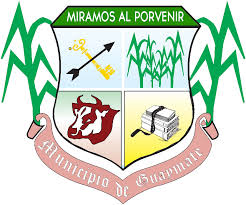 MIRAMOS AL PORVENIR
Municipio de Guaymate